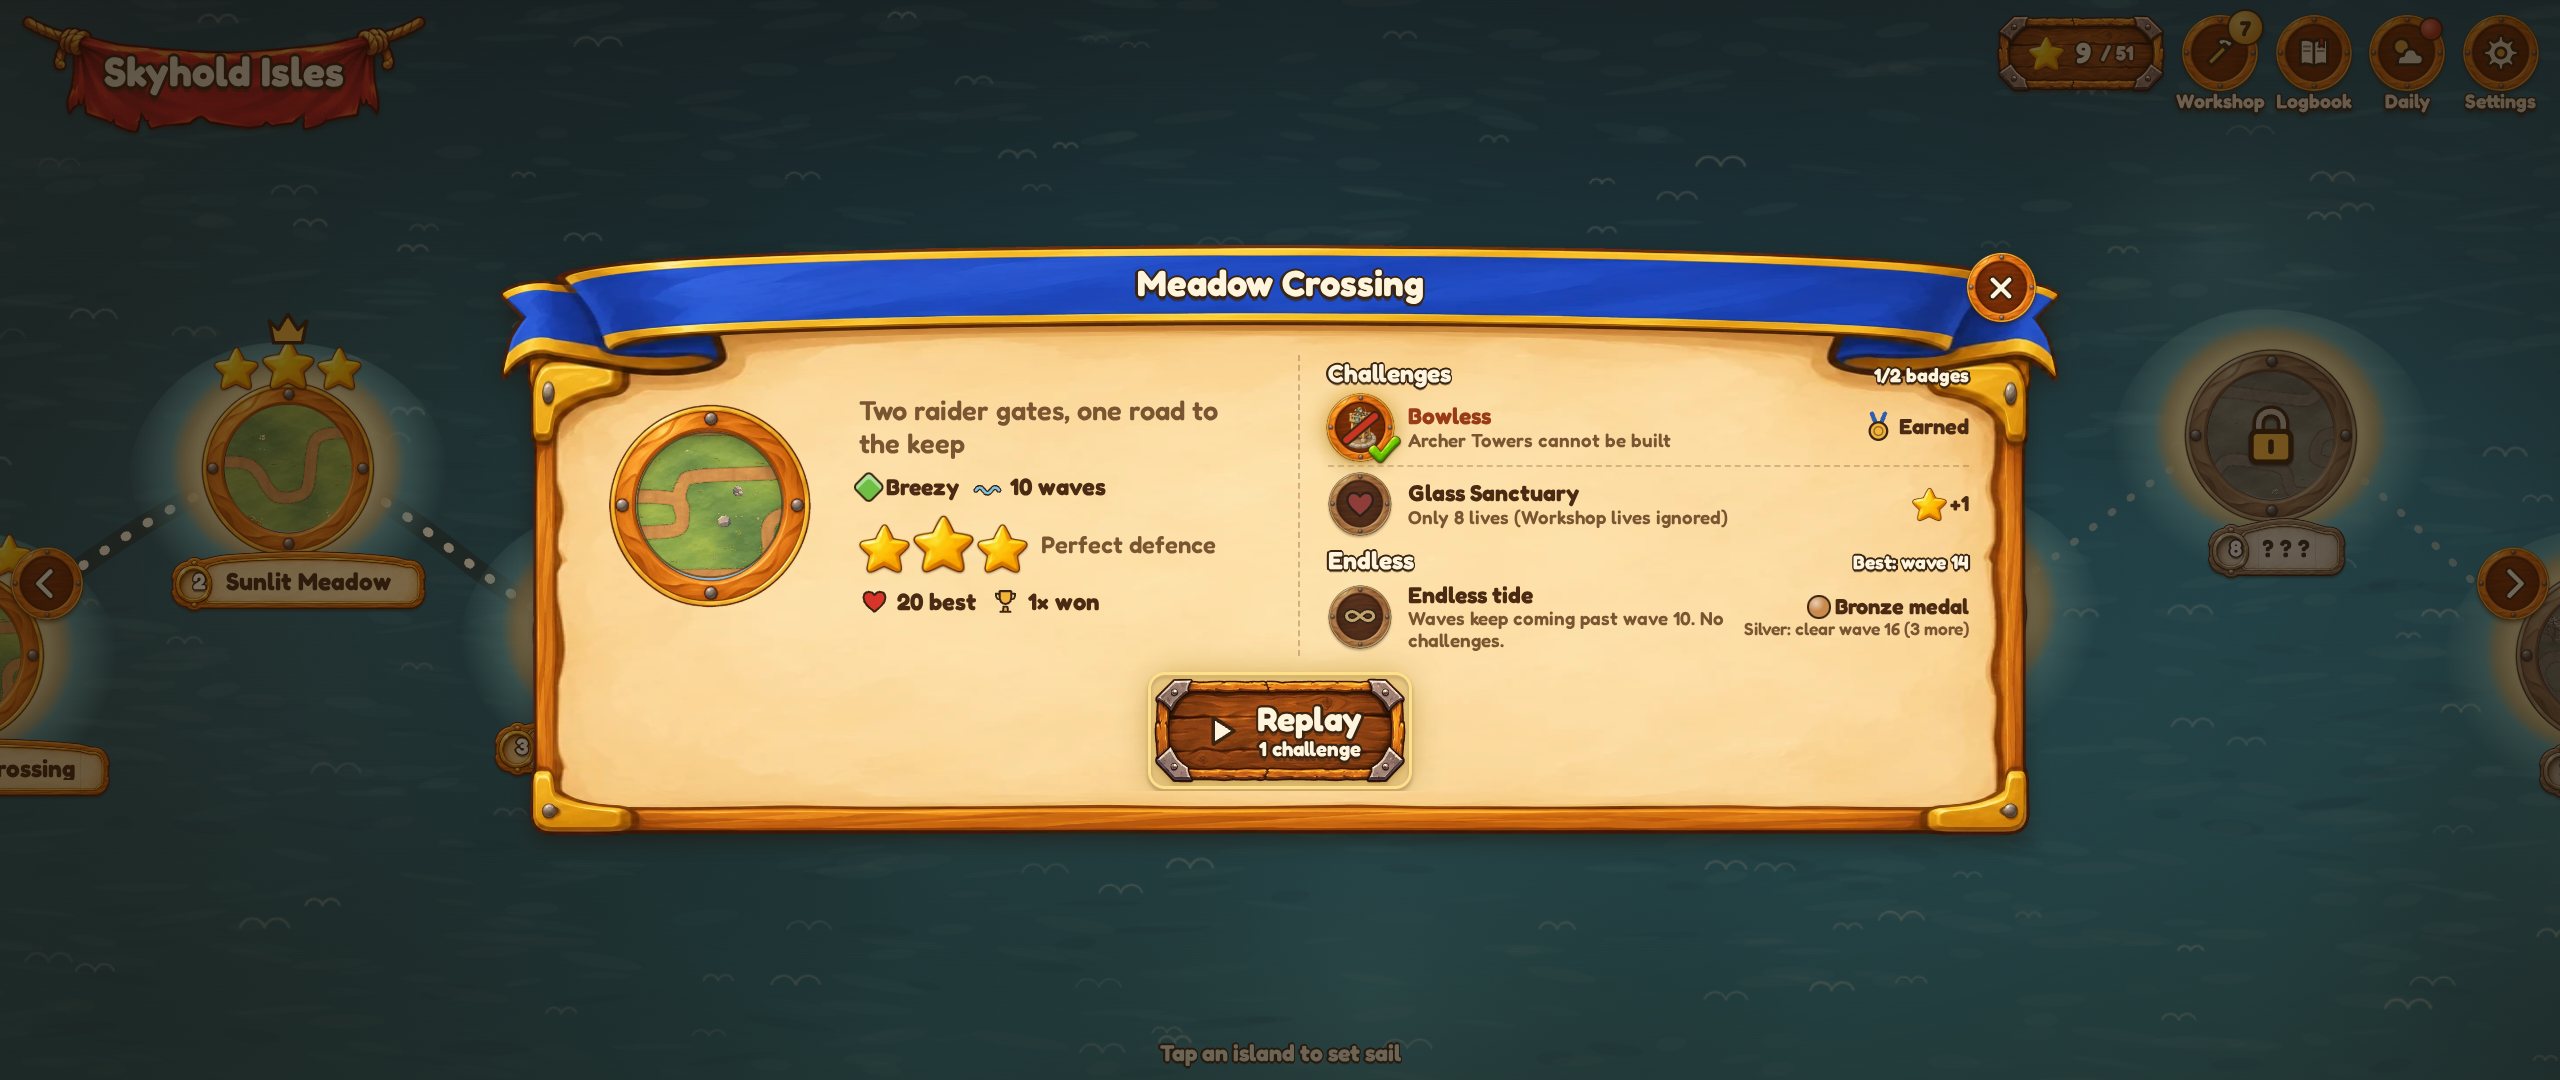 Skyhold Isles
9 / 51
7
Workshop
Logbook
Daily
Settings
Meadow Crossing
Two raider gates, one road to
the keep
Breezy
10 waves
Perfect defence
20 best
1x won
Challenges
1/2 badges
Bowless
Archer Towers cannot be built
Earned
Glass Sanctuary
Only 8 lives (Workshop lives ignored)
+1
Endless
Best: wave 14
Endless tide
Waves keep coming past wave 10. No
challenges.
Bronze medal
Silver: clear wave 16 (3 more)
Replay
1 challenge
2 Sunlit Meadow
3
8 ???
rossing
Tap an island to set sail